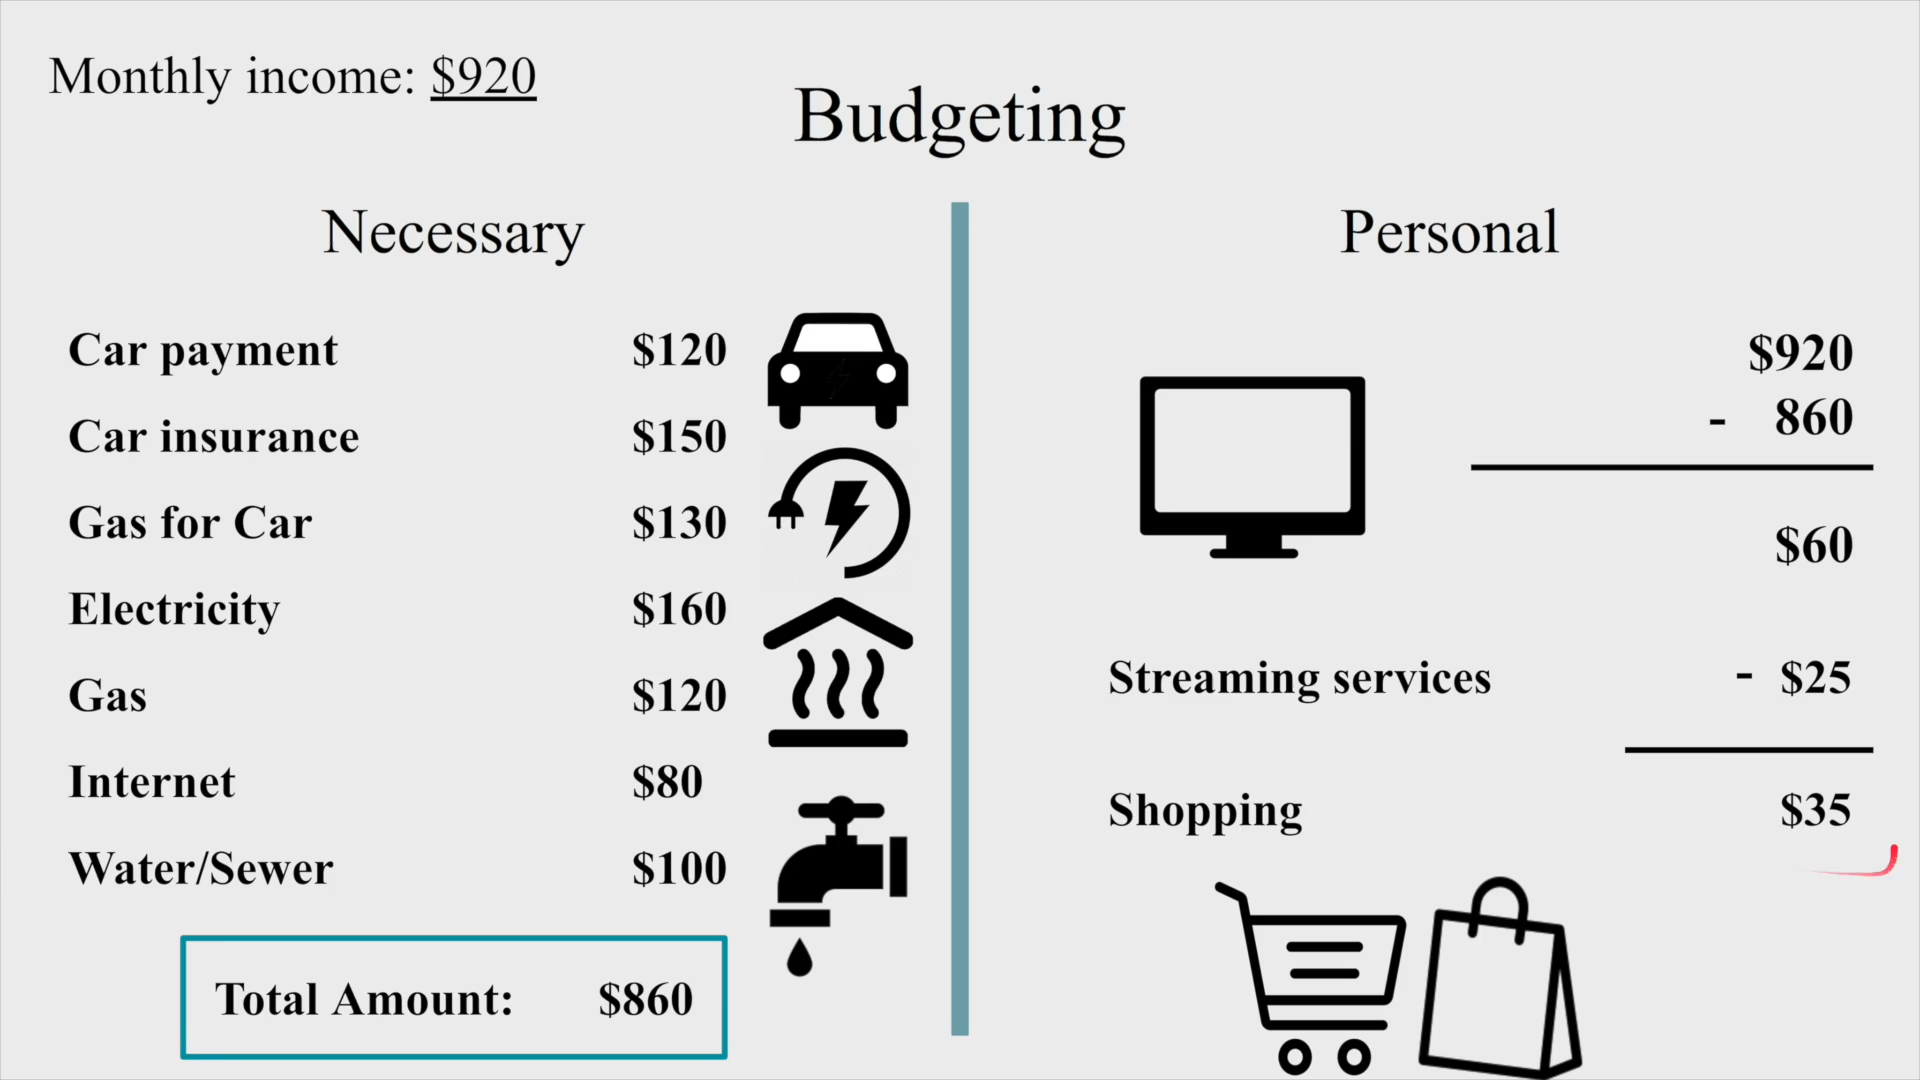 Monthly income: $920
Budgeting
Necessary
Car payment $120
Car insurance $150
Gas for Car $130
Electricity $160
Gas $120
Internet $80
Water/Sewer $100
Total Amount: $860
Personal
$920
- 860
$60
Streaming services - $25
Shopping $35